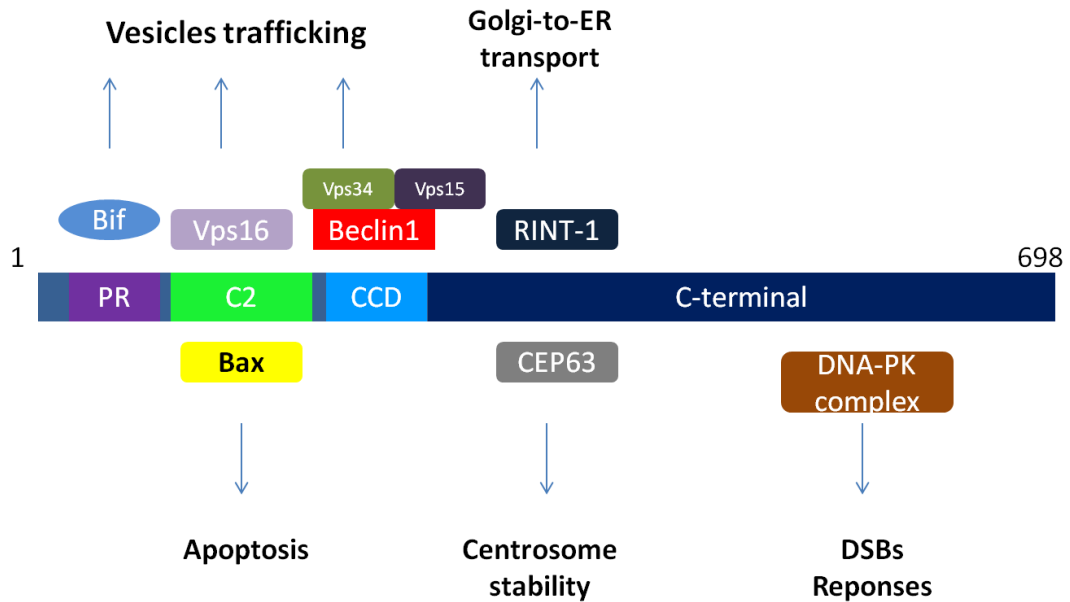 Vesicles trafficking
Golgi-to-ER
transport
Vps34
Vps15
Bif
Vps16
Beclin1
RINT-1
1
698
PR
C2
CCD
C-terminal
Bax
CEP63
DNA-PK
complex
Apoptosis
Centrosome
stability
DSBs
Reponses